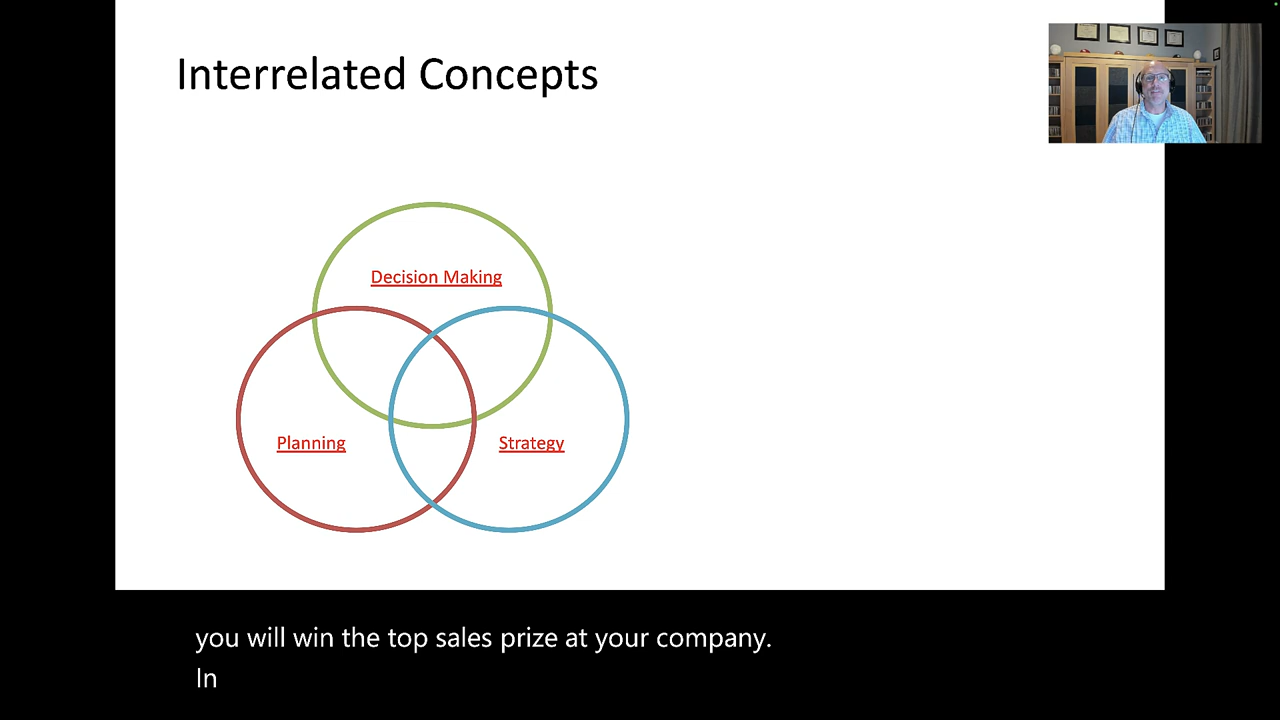 Interrelated Concepts
Decision Making
Planning
Strategy
you will win the top sales prize at your company.
In